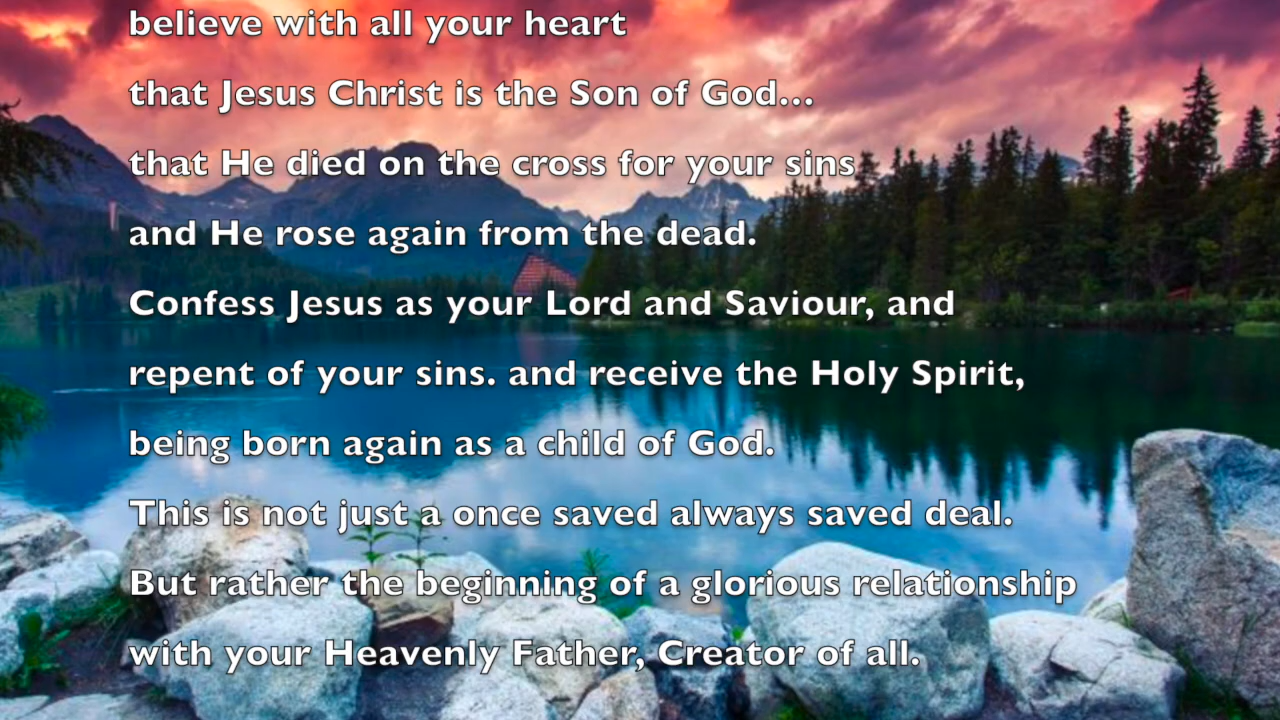 believe with all your heart
that Jesus Christ is the Son of God...
that He died on the cross for your sins
and He rose again from the dead.
Confess Jesus as your Lord and Saviour, and
repent of your sins. and receive the Holy Spirit,
being born again as a child of God.
This is not just a once saved always saved deal.
But rather the beginning of a glorious relationship
with your Heavenly Father, Creator of all.